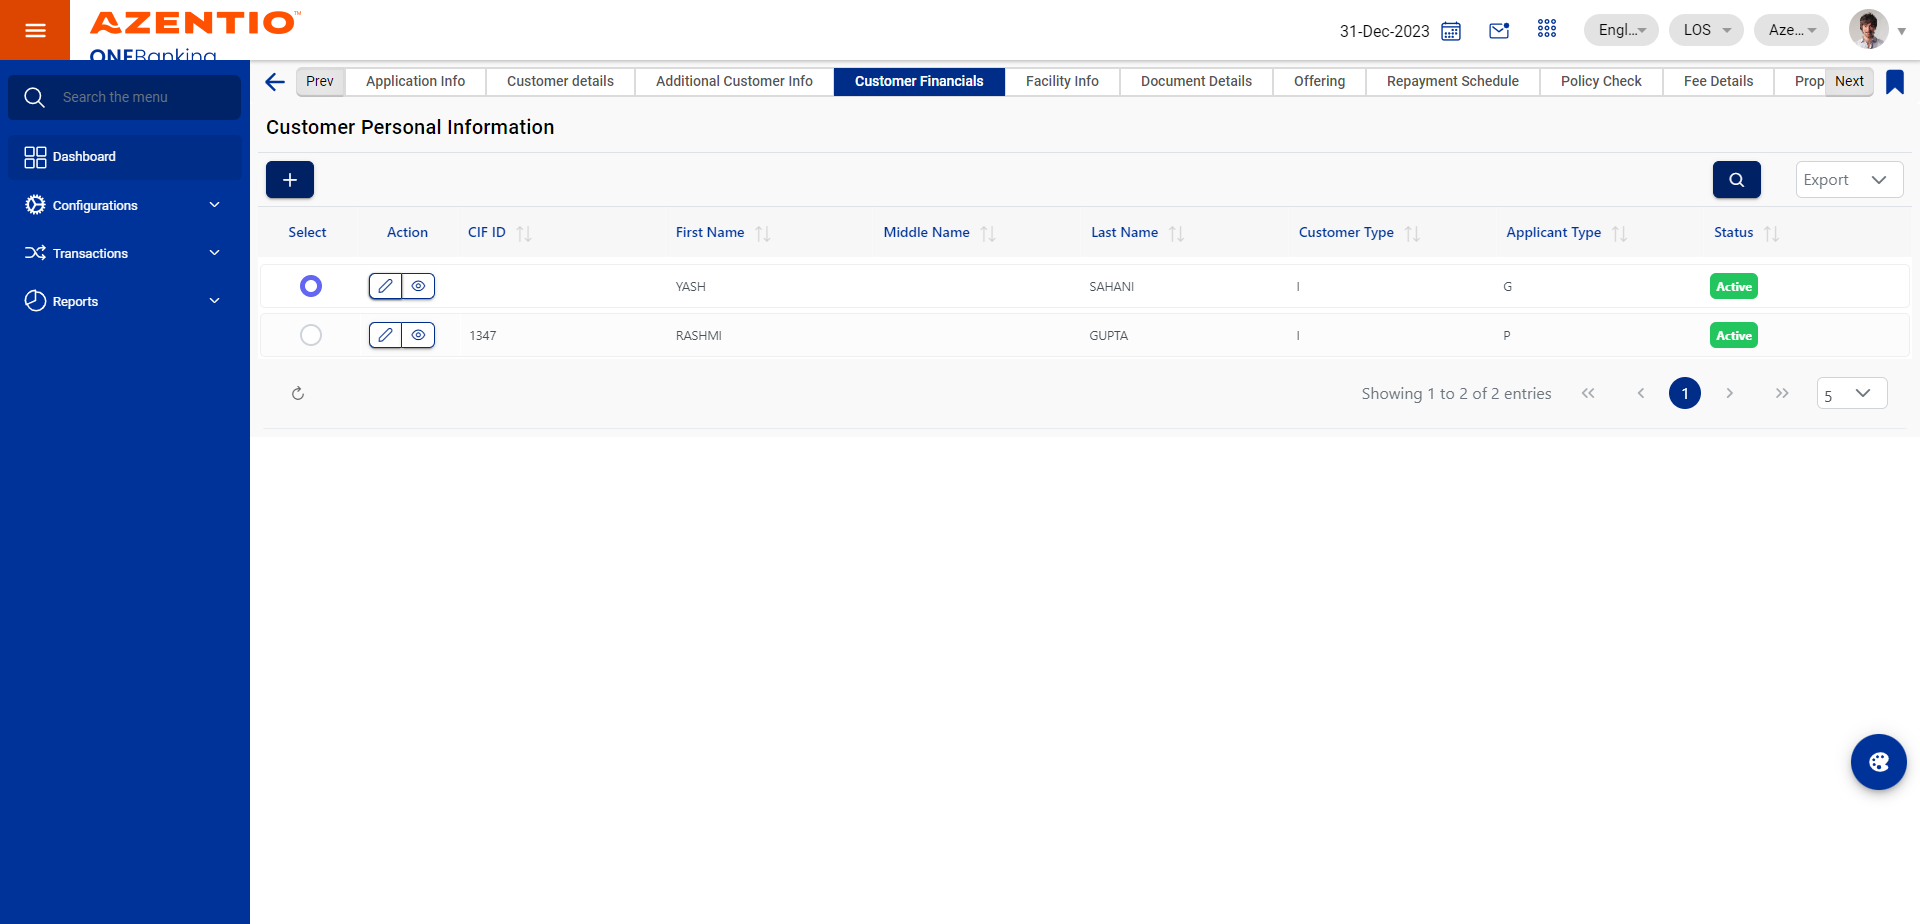 AZENTIO™
ONEBanking
31-Dec-2023
Engl...
LOS
Aze...
Search the menu
Dashboard
Configurations
Transactions
Reports
Prev
Application Info
Customer details
Additional Customer Info
Customer Financials
Facility Info
Document Details
Offering
Repayment Schedule
Policy Check
Fee Details
Prop
Next
Customer Personal Information
+
Export
Select Action CIF ID First Name Middle Name Last Name Customer Type Applicant Type Status
YASH SAHANI I G Active
1347 RASHMI GUPTA I P Active
Showing 1 to 2 of 2 entries
1
5